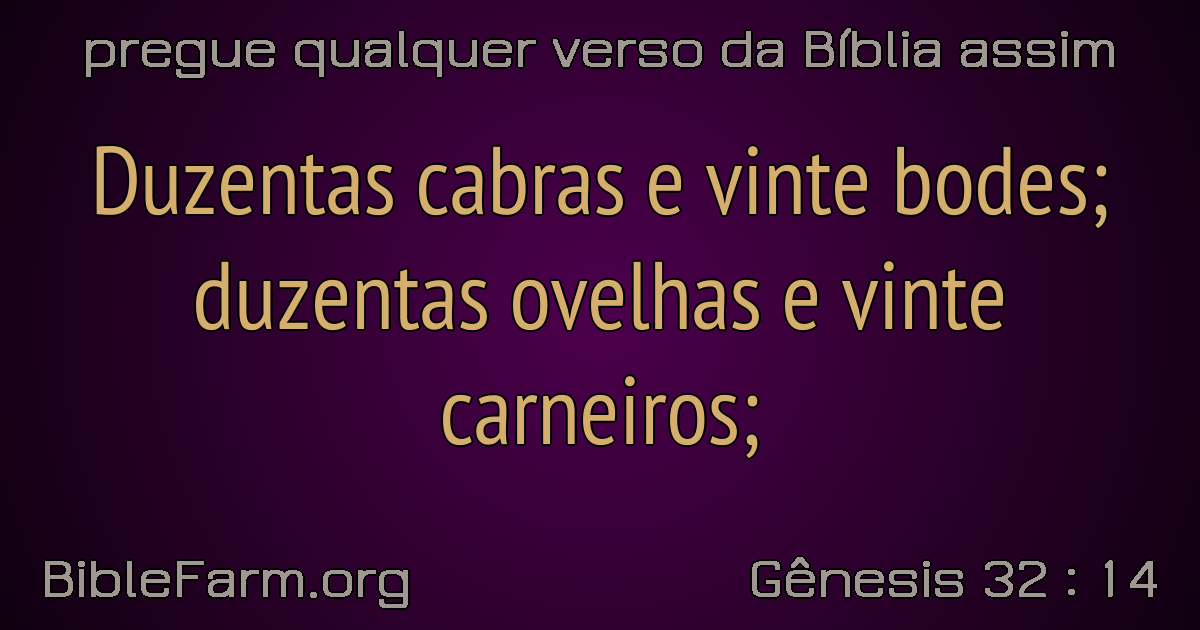 pregue qualquer verso da Bíblia assim
Duzentas cabras e vinte bodes;
duzentas ovelhas e vinte
carneiros;
BibleFarm.org
Gênesis 32 : 14